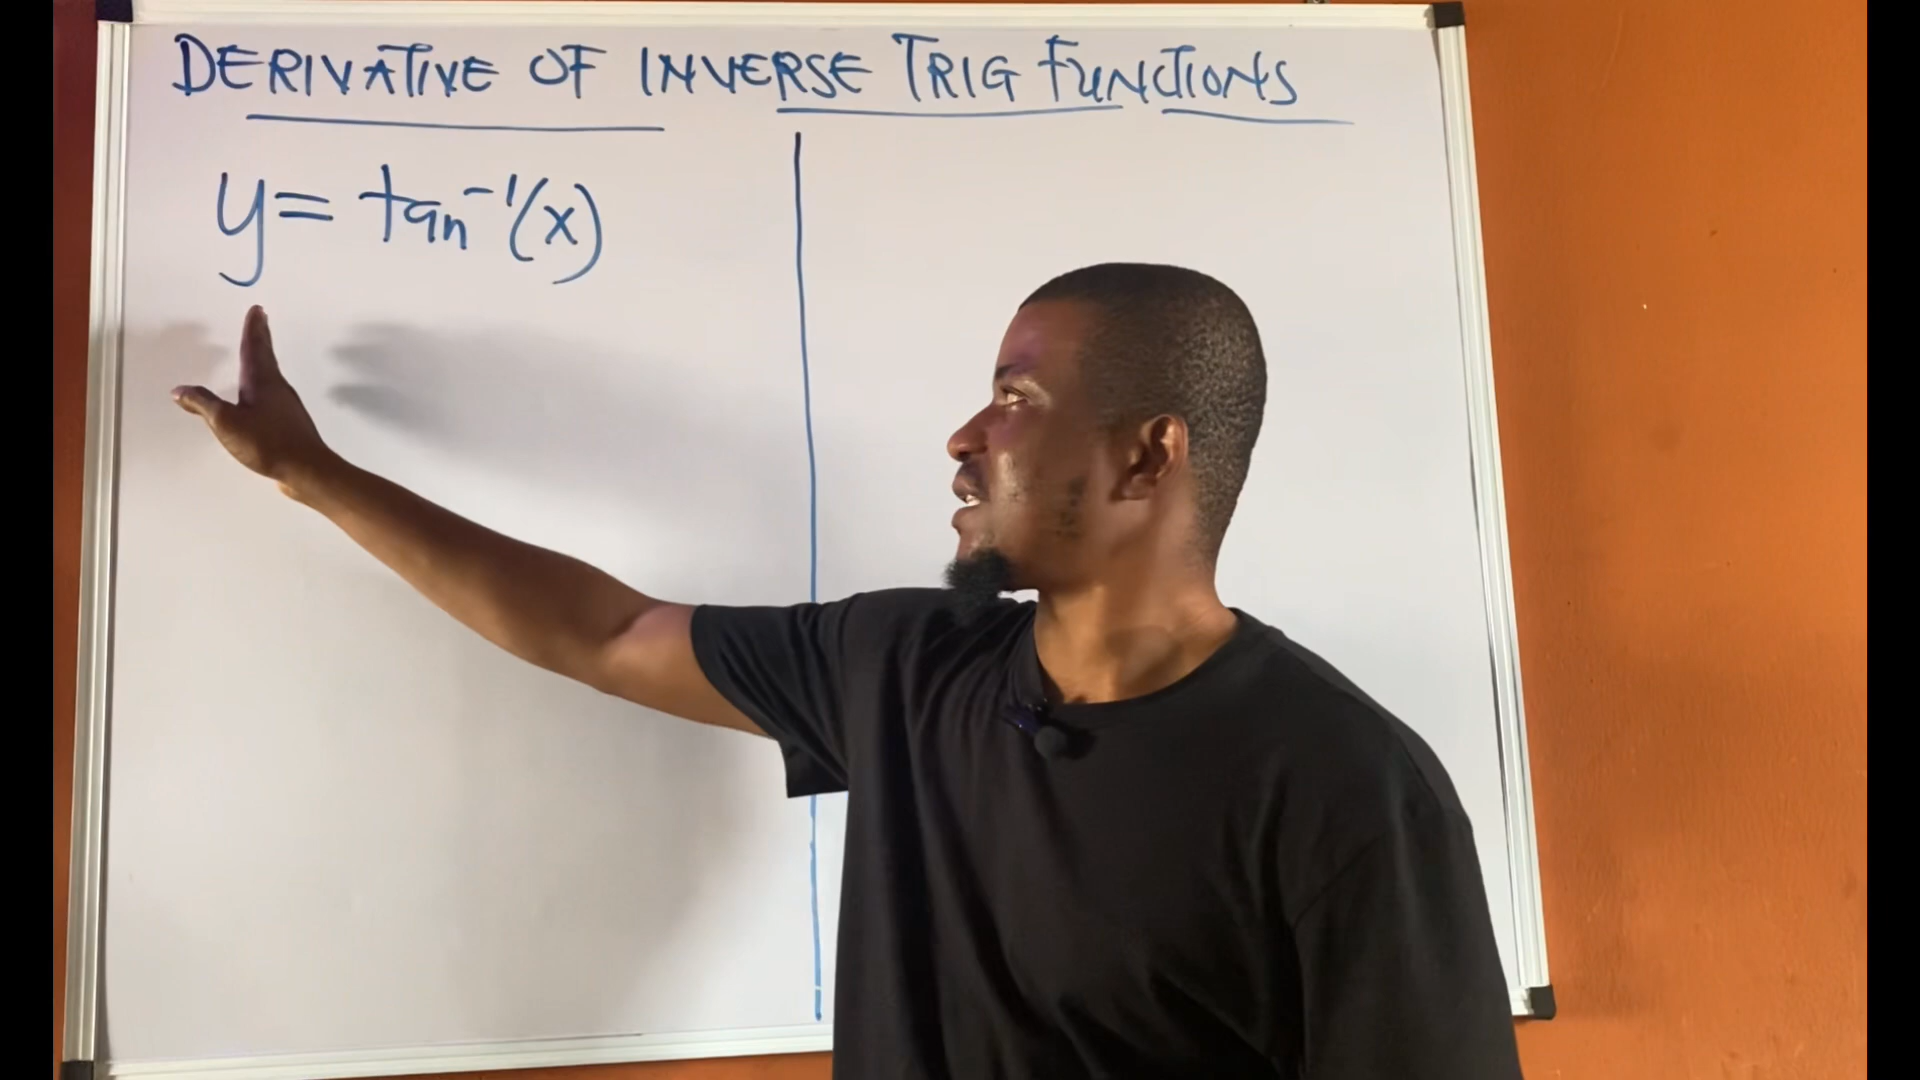 DERIVATIVE OF INVERSE TRIG FUNCTIONS
y = tan⁻¹(x)